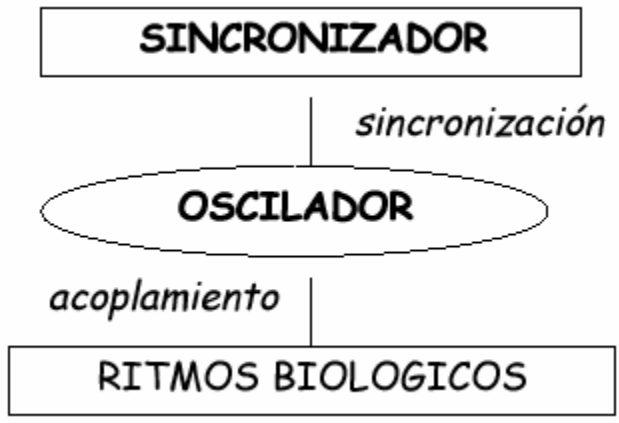 SINCRONIZADOR
sincronización
OSCILADOR
acoplamiento
RITMOS BIOLOGICOS